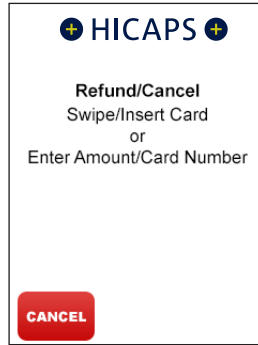 HICAPS
Refund/Cancel
Swipe/Insert Card
or
Enter Amount/Card Number
CANCEL